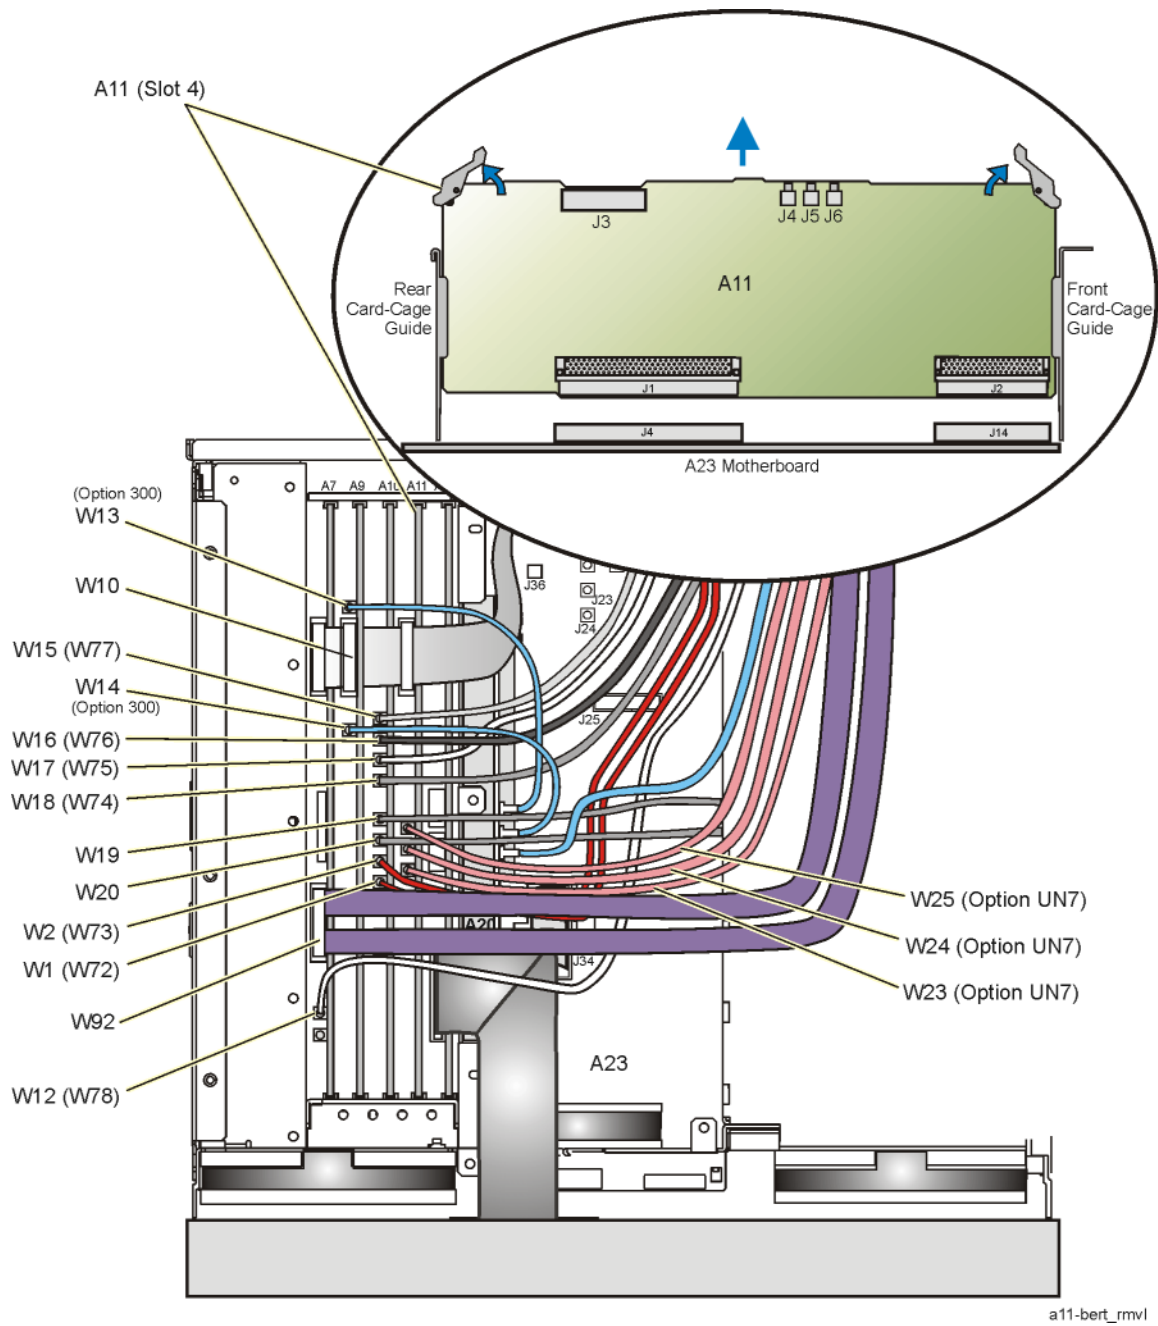 A11 (Slot 4)
J3
J4 J5 J6
A11
Rear
Card-Cage
Guide
Front
Card-Cage
Guide
J1
J2
J4
J14
A23 Motherboard
A7 A9 A10 A11
(Option 300)
W13
W10
W15 (W77)
W14
(Option 300)
W16 (W76)
W17 (W75)
W18 (W74)
W19
W20
W2 (W73)
W1 (W72)
W92
W12 (W78)
J36
J23
J24
J25
A20
J34
A23
W25 (Option UN7)
W24 (Option UN7)
W23 (Option UN7)
a11-bert_rmvl